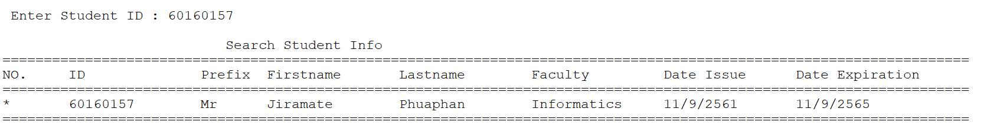 Enter Student ID : 60160157
Search Student Info
=====================================================================================================================
NO. ID Prefix Firstname Lastname Faculty Date Issue Date Expiration
=====================================================================================================================
* 60160157 Mr Jiramate Phuaphan Informatics 11/9/2561 11/9/2565
=====================================================================================================================